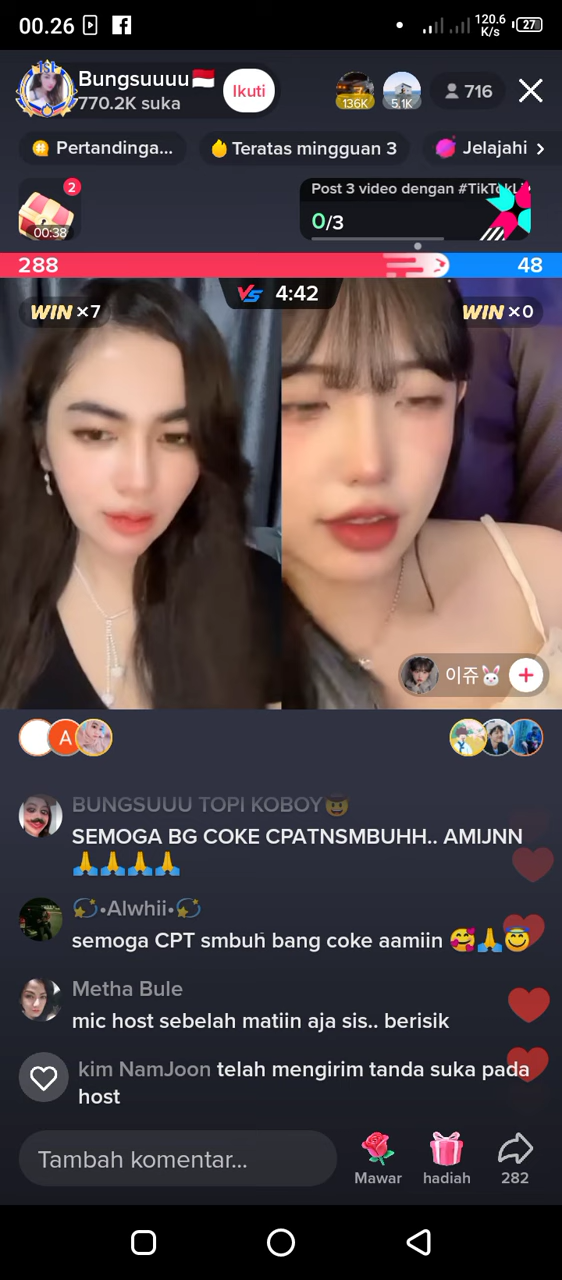 00.26
120.6
K/s
27
1ST
Bungsuuuu🇮🇩
770.2K suka
Ikuti
136K
5.1K
716
Pertandinga...
Teratas mingguan 3
Jelajahi
2
00:38
Post 3 video dengan #TikTokLi
0/3
288
48
VS 4:42
WIN ×7
WIN ×0
이쥬🐰
A
BUNGSUUU TOPI KOBOY🤠
SEMOGA BG COKE CPATNSMBUHH.. AMIJNN
🙏🙏🙏🙏
💫•Alwhii•💫
semoga CPT smbuh bang coke aamiin 🥰🙏😇
Metha Bule
mic host sebelah matiin aja sis.. berisik
kim NamJoon telah mengirim tanda suka pada
host
Tambah komentar...
Mawar
hadiah
282